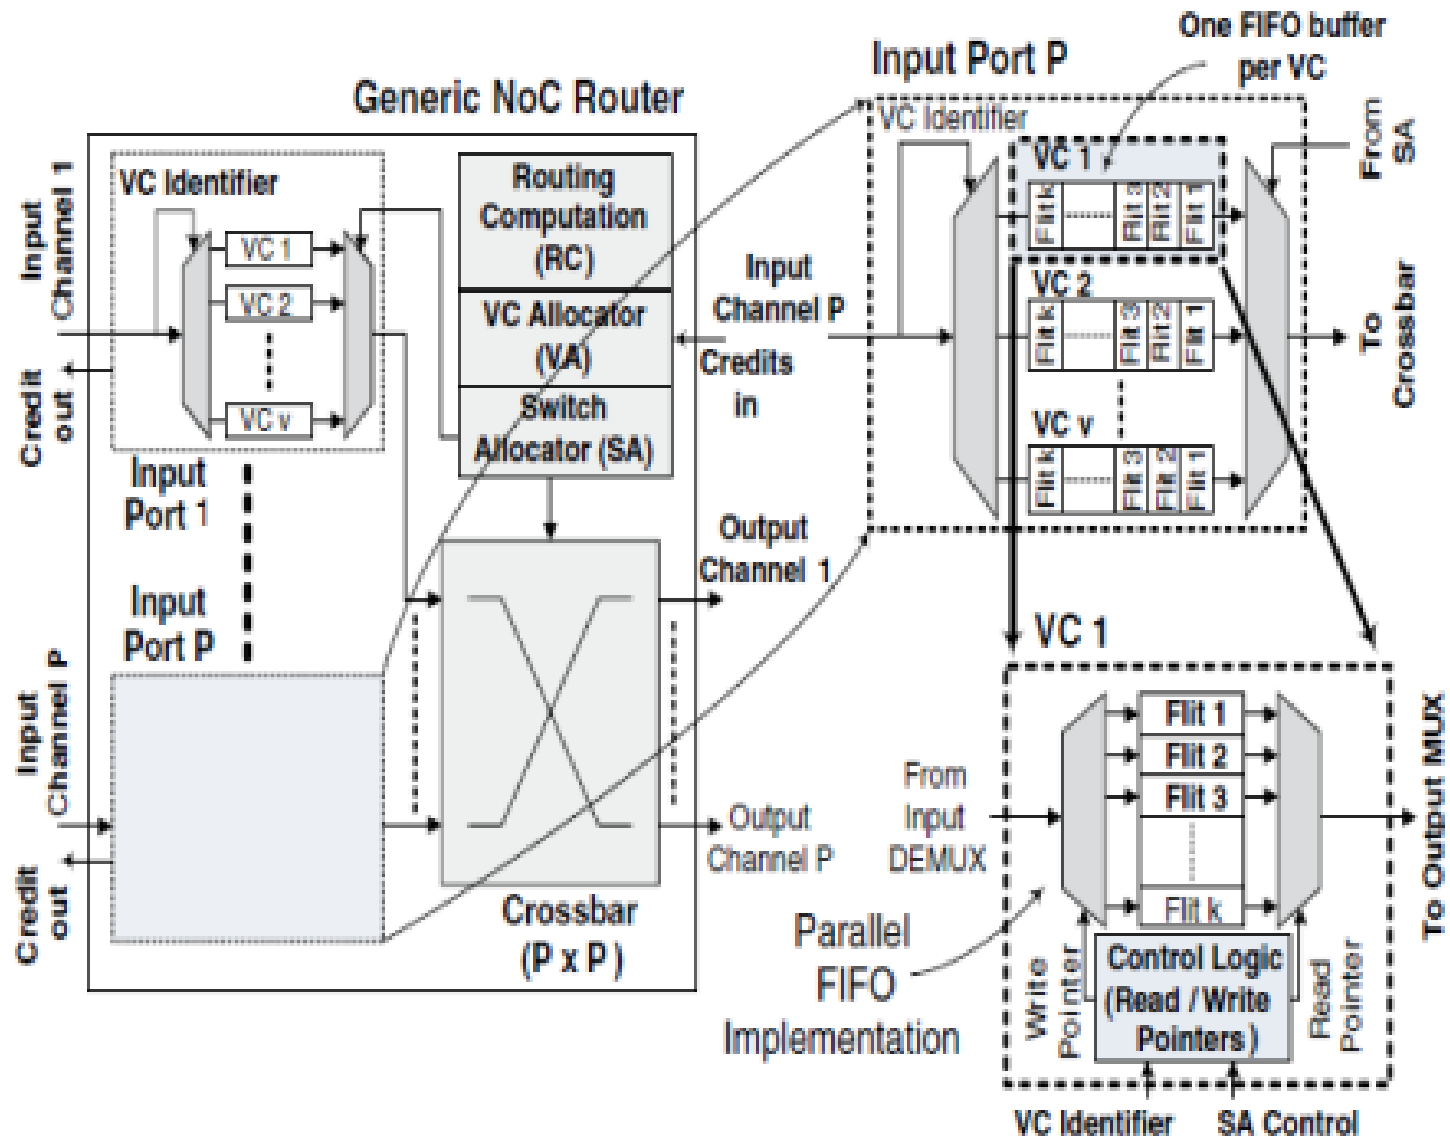 Generic NoC Router
VC Identifier
Input
Channel 1
Credit
out
VC 1
VC 2
VC v
Input
Port 1
Input
Port P
Input
Channel P
Credit
out
Routing
Computation
(RC)
VC Allocator
(VA)
Switch
Allocator (SA)
Credits
in
Output
Channel 1
Output
Channel P
Crossbar
(P x P)
Input Port P
One FIFO buffer
per VC
VC Identifier
Input
Channel P
From
SA
To
Crossbar
VC 1
Flit k
Flit 3
Flit 2
Flit 1
VC 2
Flit k
Flit 3
Flit 2
Flit 1
VC v
Flit k
Flit 3
Flit 2
Flit 1
VC 1
From
Input
DEMUX
Flit 1
Flit 2
Flit 3
Flit k
To Output MUX
Parallel
FIFO
Implementation
Write
Pointer
Control Logic
(Read / Write
Pointers)
Read
Pointer
VC Identifier
SA Control